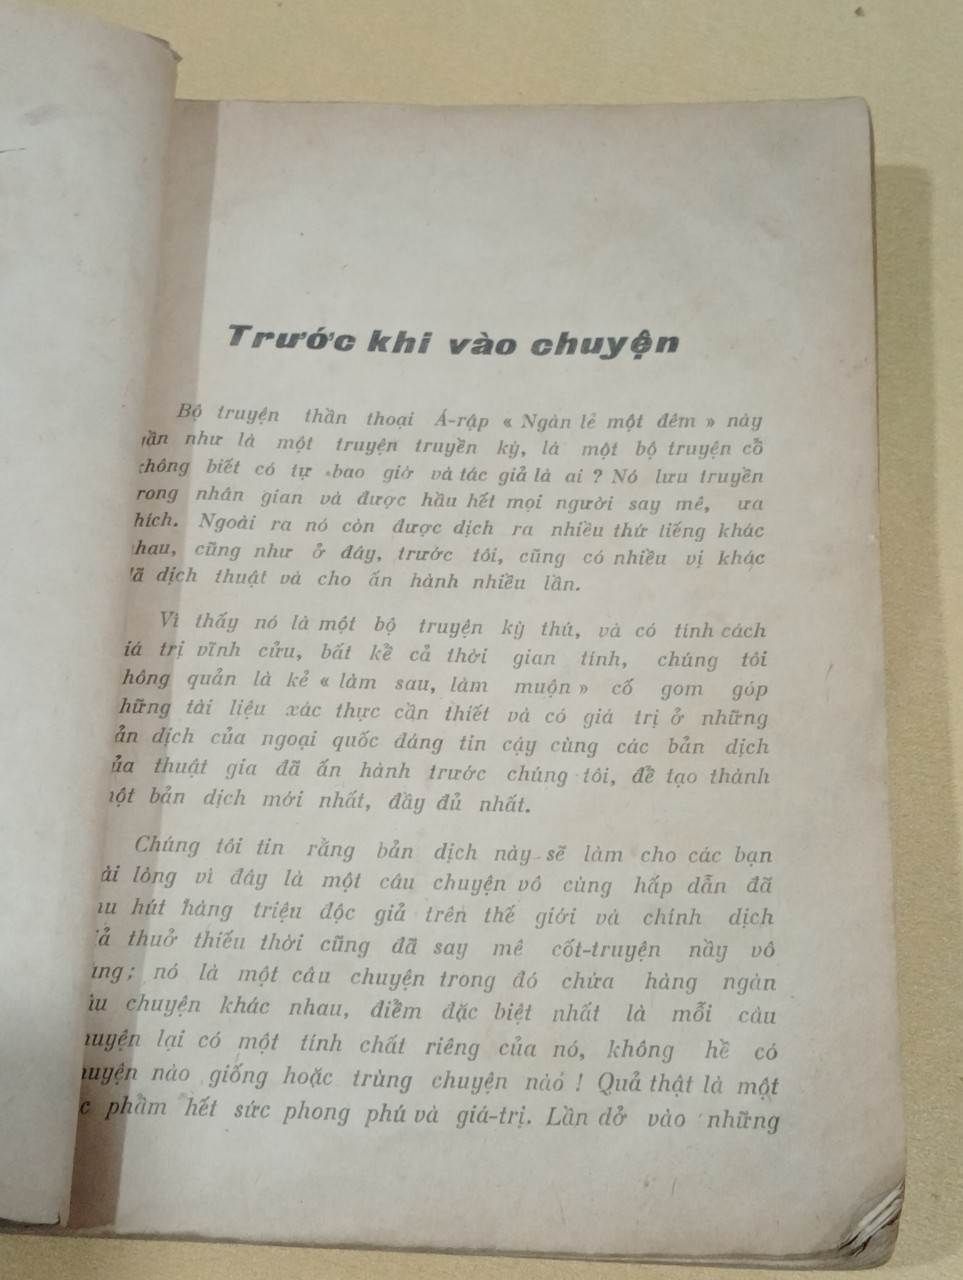 Trước khi vào chuyện
Bộ truyện thần thoại Á-rập « Ngàn lẻ một đêm » này
như là một truyện truyền kỳ, là một bộ truyện cổ
không biết có tự bao giờ và tác giả là ai ? Nó lưu truyền
trong nhân gian và được hầu hết mọi người say mê, ưa
thích. Ngoài ra nó còn được dịch ra nhiều thứ tiếng khác
nhau, cũng như ở đây, trước tôi, cũng có nhiều vị khác
đã dịch thuật và cho ấn hành nhiều lần.
Vì thấy nó là một bộ truyện kỳ thú, và có tính cách
giá trị vĩnh cửu, bất kể cả thời gian tính, chúng tôi
không quản là kẻ « làm sau, làm muộn » cố gom góp
những tài liệu xác thực cần thiết và có giá trị ở những
bản dịch của ngoại quốc đáng tin cậy cùng các bản dịch
của thuật gia đã ấn hành trước chúng tôi, để tạo thành
một bản dịch mới nhất, đầy đủ nhất.
Chúng tôi tin rằng bản dịch này sẽ làm cho các bạn
hài lòng vì đây là một câu chuyện vô cùng hấp dẫn đã
thu hút hàng triệu độc giả trên thế giới và chính dịch
giả thuở thiếu thời cũng đã say mê cốt-truyện nầy vô
cùng; nó là một câu chuyện trong đó chứa hàng ngàn
câu chuyện khác nhau, điểm đặc biệt nhất là mỗi câu
chuyện lại có một tính chất riêng của nó, không hề có
chuyện nào giống hoặc trùng chuyện nào ! Quả thật là một
phẩm hết sức phong phú và giá-trị. Lần dở vào những